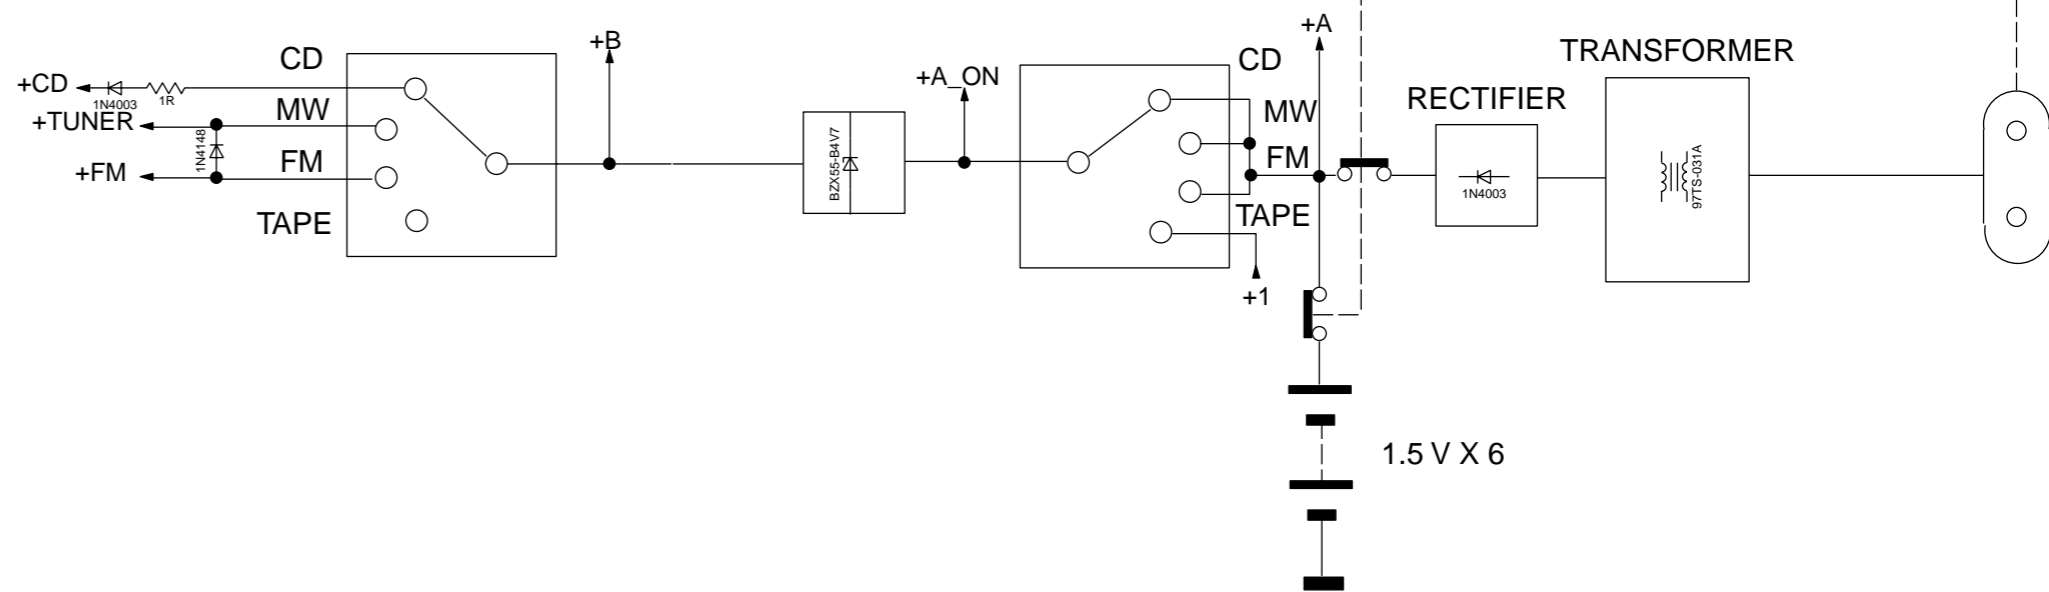 +CD
1N4003
1R
CD
+TUNER
MW
1N4148
+FM
FM
TAPE
+B
BZX55-B4V7
+A_ON
CD
MW
FM
TAPE
+1
+A
RECTIFIER
1N4003
TRANSFORMER
97TS-031A
1.5 V X 6